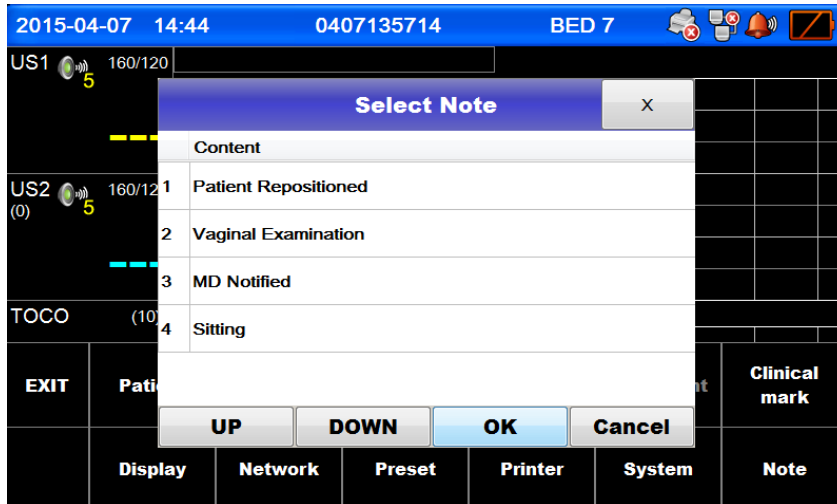 2015-04-07 14:44 0407135714 BED 7
US1 5 160/120
Select Note X
Content
US2 5 160/12
(0)
1 Patient Repositioned
2 Vaginal Examination
3 MD Notified
4 Sitting
TOCO (10)
EXIT Clinical mark
UP DOWN OK Cancel
Display Network Preset Printer System Note